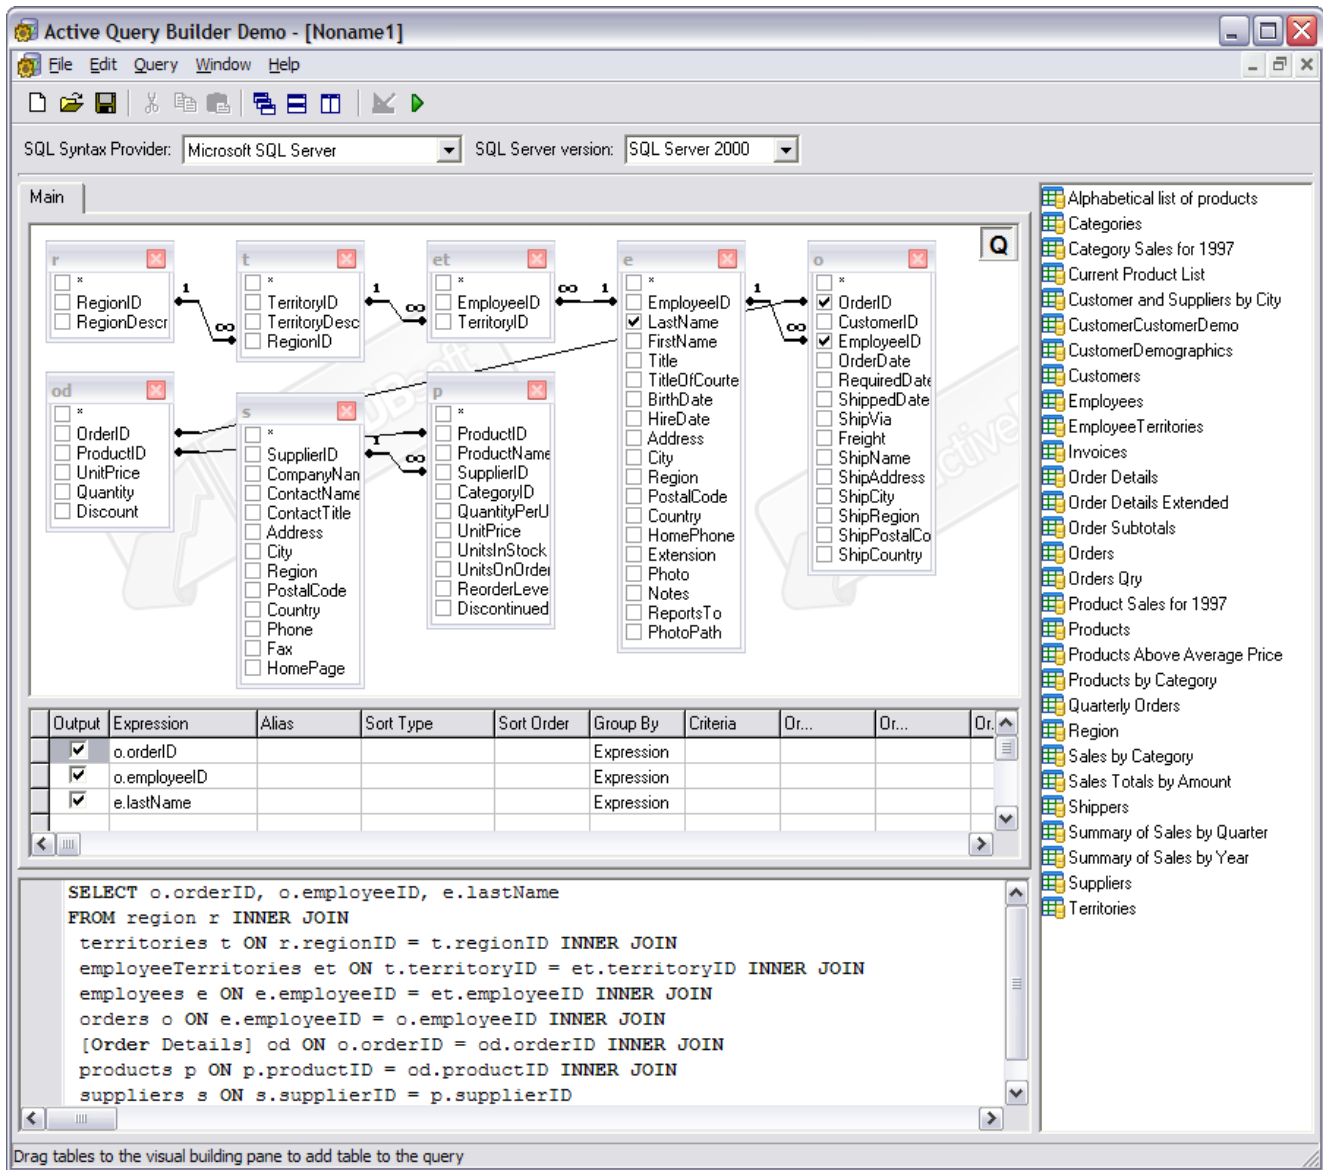 Active Query Builder Demo - [Noname1]
File Edit Query Window Help
SQL Syntax Provider: Microsoft SQL Server SQL Server version: SQL Server 2000
Main
Q
r
*
RegionID
RegionDescr
t
*
TerritoryID
TerritoryDesc
RegionID
et
*
EmployeeID
TerritoryID
e
*
EmployeeID
LastName
FirstName
Title
TitleOfCourte
BirthDate
HireDate
Address
City
Region
PostalCode
Country
HomePhone
Extension
Photo
Notes
ReportsTo
PhotoPath
o
*
OrderID
CustomerID
EmployeeID
OrderDate
RequiredDate
ShippedDate
ShipVia
Freight
ShipName
ShipAddress
ShipCity
ShipRegion
ShipPostalCo
ShipCountry
od
*
OrderID
ProductID
UnitPrice
Quantity
Discount
s
*
SupplierID
CompanyNan
ContactName
ContactTitle
Address
City
Region
PostalCode
Country
Phone
Fax
HomePage
p
*
ProductID
ProductName
SupplierID
CategoryID
QuantityPerU
UnitPrice
UnitsInStock
UnitsOnOrder
ReorderLeve
Discontinued
1 ∞
1 ∞
∞ 1
1 ∞
1 ∞
Output Expression Alias Sort Type Sort Order Group By Criteria Or... Or... Or.
o.orderID Expression
o.employeeID Expression
e.lastName Expression
SELECT o.orderID, o.employeeID, e.lastName
FROM region r INNER JOIN
territories t ON r.regionID = t.regionID INNER JOIN
employeeTerritories et ON t.territoryID = et.territoryID INNER JOIN
employees e ON e.employeeID = et.employeeID INNER JOIN
orders o ON e.employeeID = o.employeeID INNER JOIN
[Order Details] od ON o.orderID = od.orderID INNER JOIN
products p ON p.productID = od.productID INNER JOIN
suppliers s ON s.supplierID = p.supplierID
Alphabetical list of products
Categories
Category Sales for 1997
Current Product List
Customer and Suppliers by City
CustomerCustomerDemo
CustomerDemographics
Customers
Employees
EmployeeTerritories
Invoices
Order Details
Order Details Extended
Order Subtotals
Orders
Orders Qry
Product Sales for 1997
Products
Products Above Average Price
Products by Category
Quarterly Orders
Region
Sales by Category
Sales Totals by Amount
Shippers
Summary of Sales by Quarter
Summary of Sales by Year
Suppliers
Territories
Drag tables to the visual building pane to add table to the query